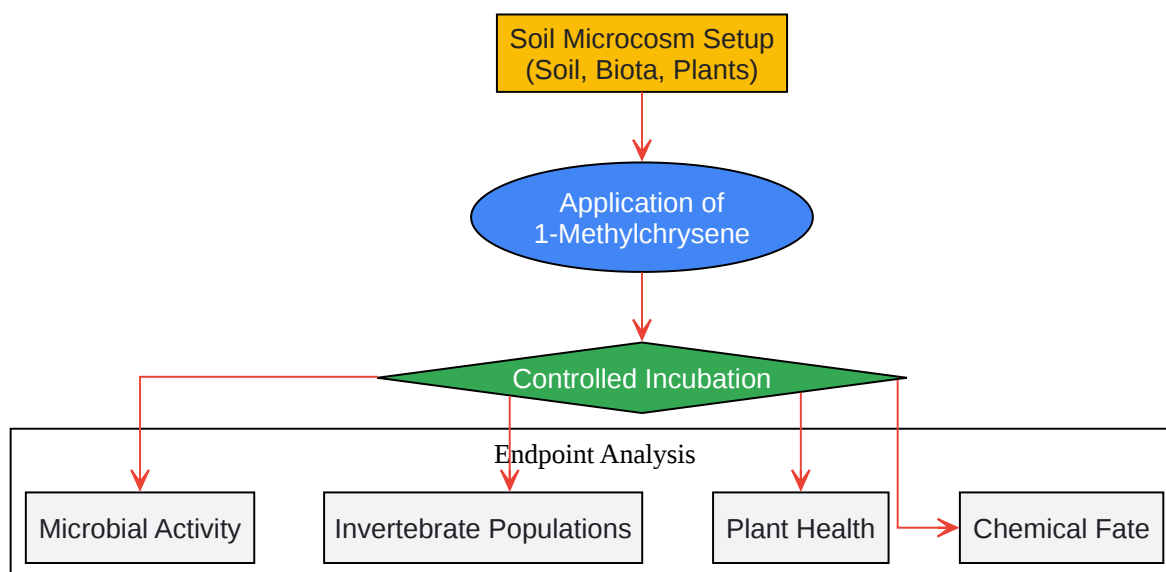 Soil Microcosm Setup
(Soil, Biota, Plants)
Application of
1-Methylchrysene
Controlled Incubation
Endpoint Analysis
Microbial Activity
Invertebrate Populations
Plant Health
Chemical Fate